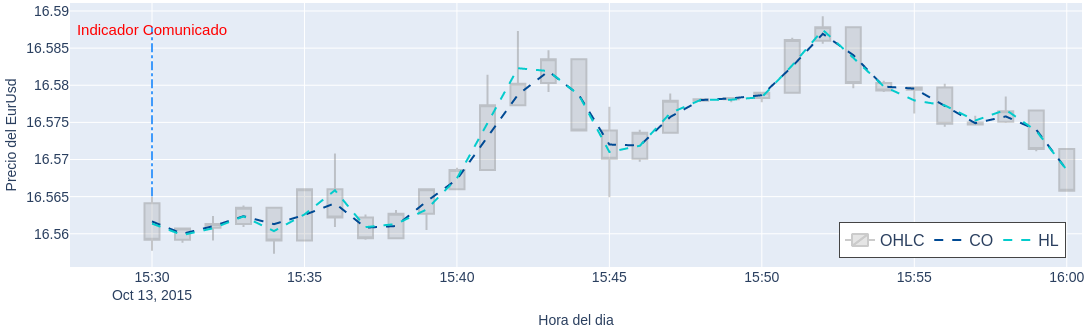 16.59
Indicador Comunicado
16.585
16.58
16.575
16.57
16.565
16.56
Precio del EurUsd
OHLC CO HL
15:30 15:35 15:40 15:45 15:50 15:55 16:00
Oct 13, 2015
Hora del dia